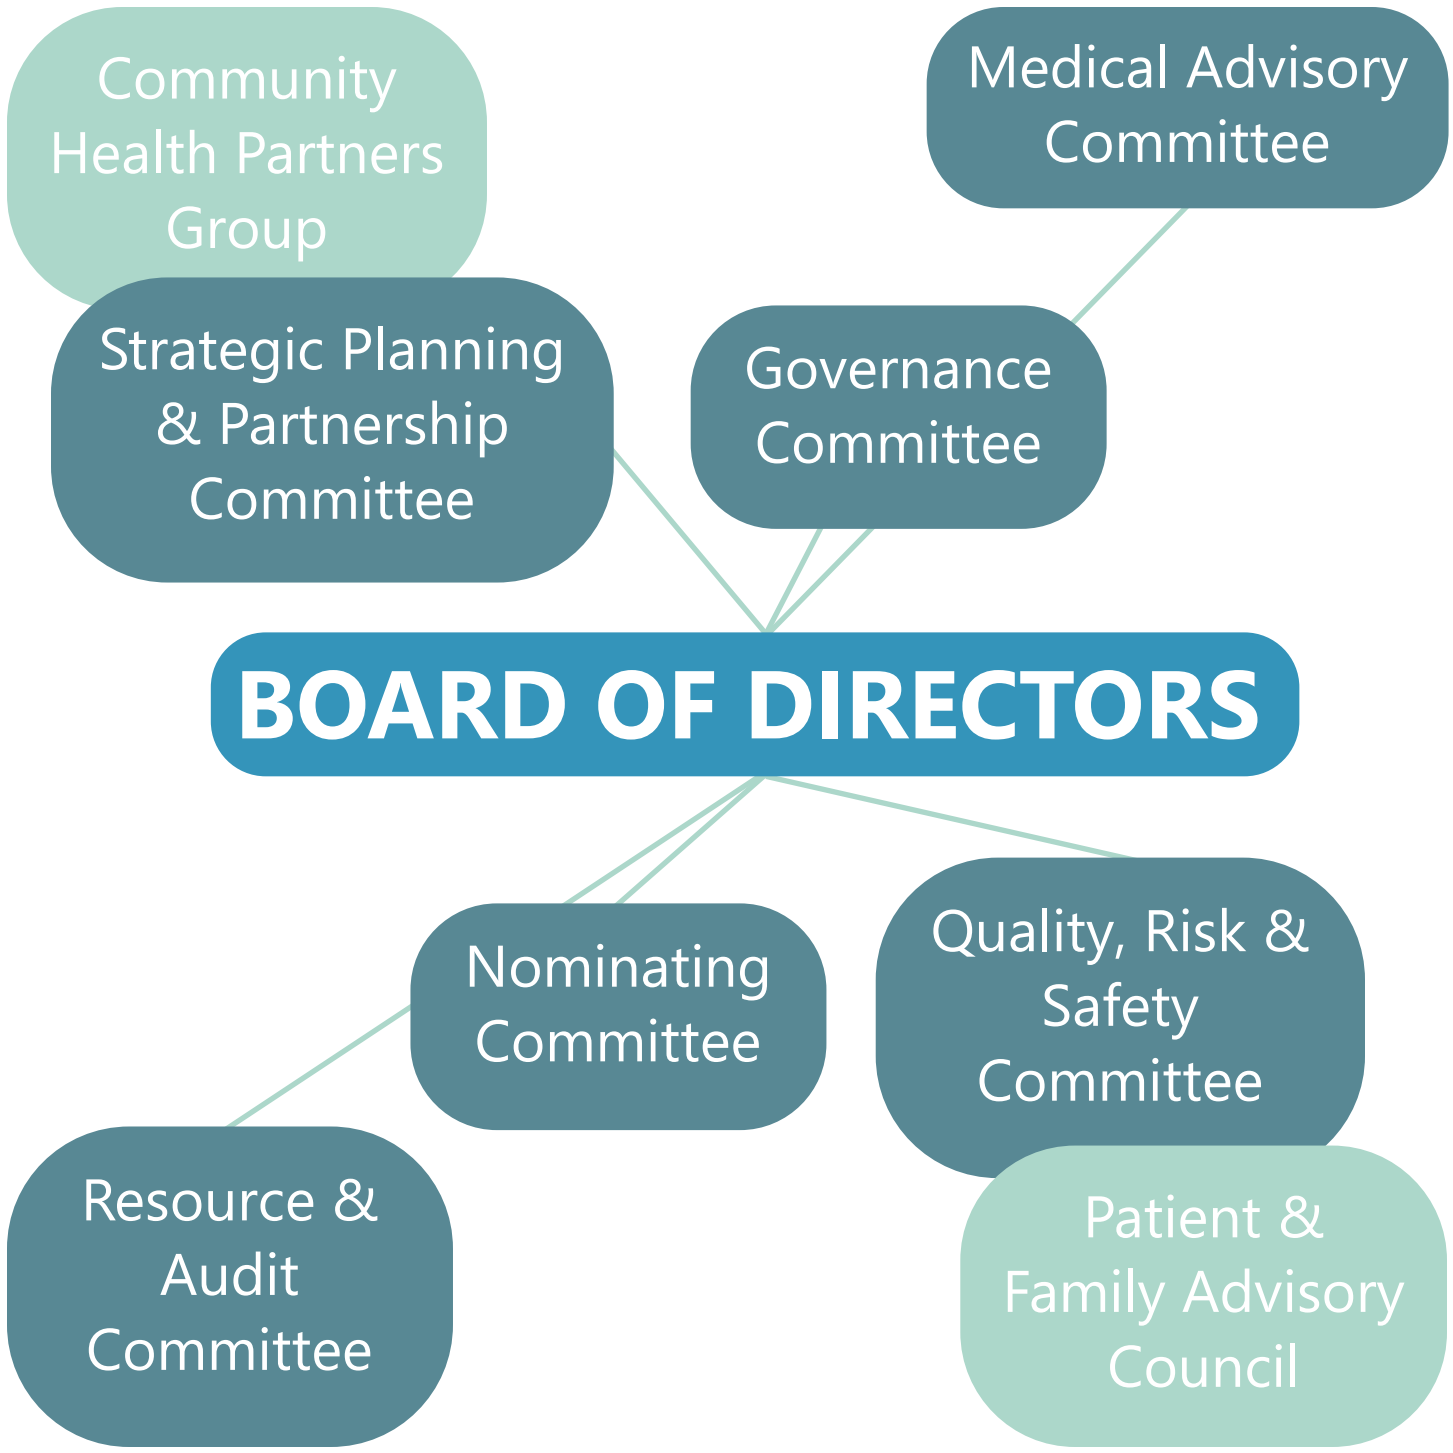 Community
Health Partners
Group
Medical Advisory
Committee
Strategic Planning
& Partnership
Committee
Governance
Committee
BOARD OF DIRECTORS
Nominating
Committee
Quality, Risk &
Safety
Committee
Resource &
Audit
Committee
Patient &
Family Advisory
Council